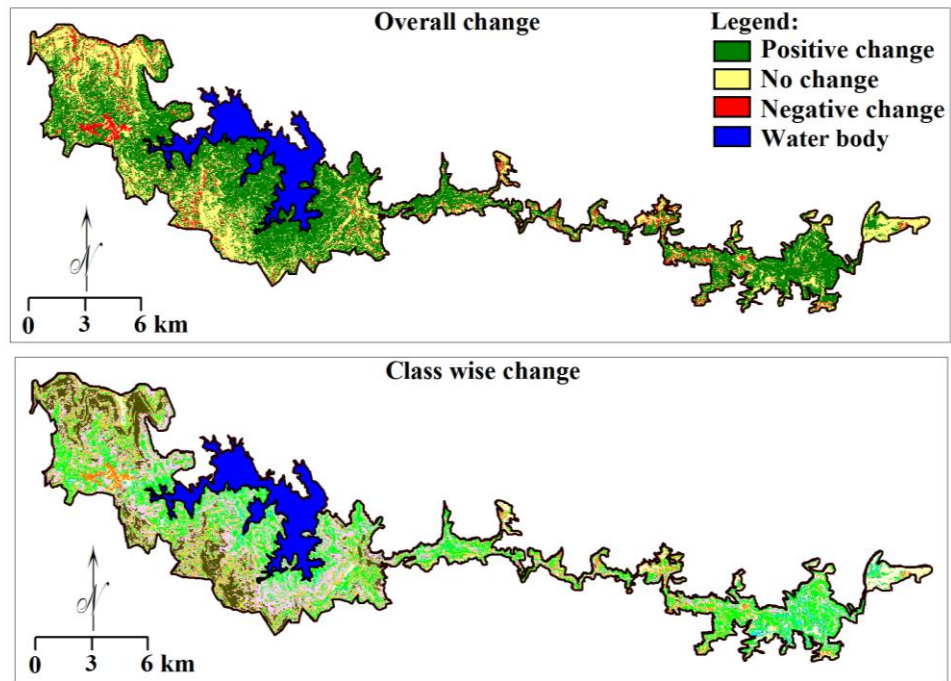 Overall change
Legend:
Positive change
No change
Negative change
Water body
N
0 3 6 km
Class wise change
N
0 3 6 km